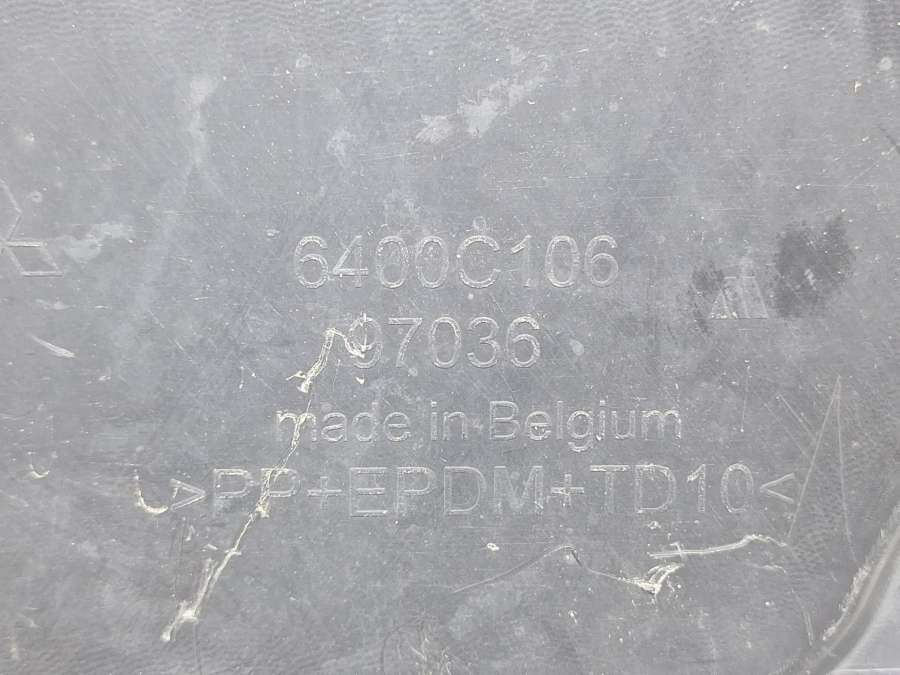 6400C106
97036
made in Belgium
>PP+EPDM+TD10<